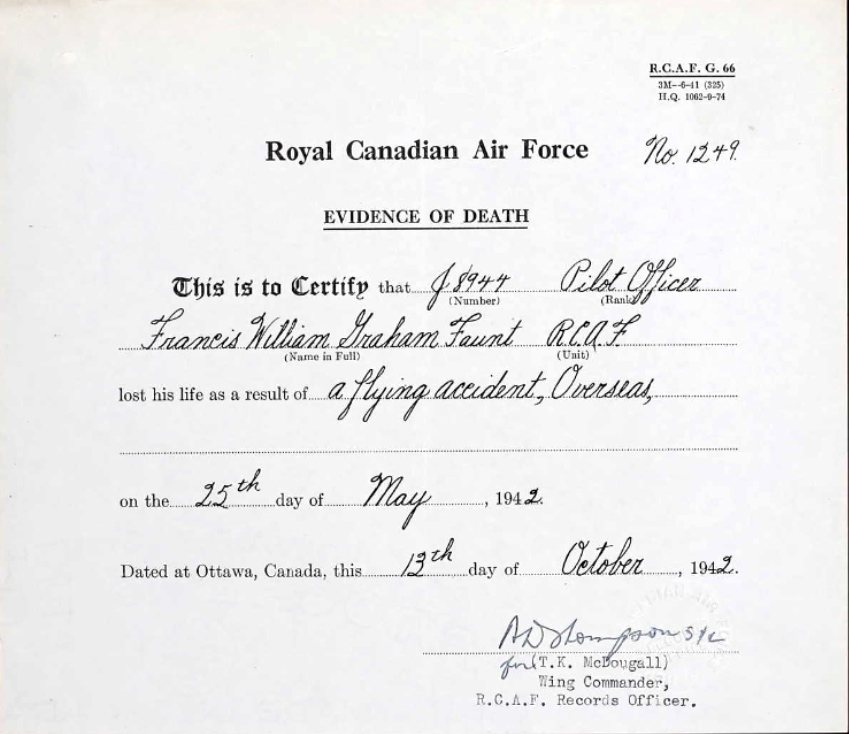 R.C.A.F. G. 66
3M--6-41 (325)
H.Q. 1062-9-74
Royal Canadian Air Force No. 1249.
EVIDENCE OF DEATH
This is to Certify that J8944 Pilot Officer
(Number) (Rank)
Francis William Graham Faunt R.C.A.F.
(Name in Full) (Unit)
lost his life as a result of a flying accident, Overseas,
on the 25th day of May, 1942.
Dated at Ottawa, Canada, this 13th day of October, 1942.
Thompson S/L
for (T.K. McDougall)
Wing Commander,
R.C.A.F. Records Officer.